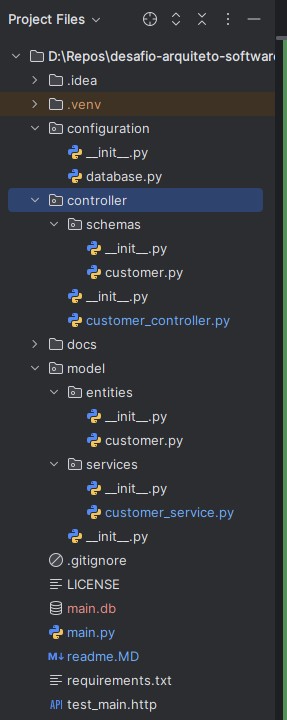 Project Files
D:\Repos\desafio-arquiteto-software
.idea
.venv
configuration
__init__.py
database.py
controller
schemas
__init__.py
customer.py
__init__.py
customer_controller.py
docs
model
entities
__init__.py
customer.py
services
__init__.py
customer_service.py
__init__.py
.gitignore
LICENSE
main.db
main.py
M↓ readme.MD
requirements.txt
API test_main.http